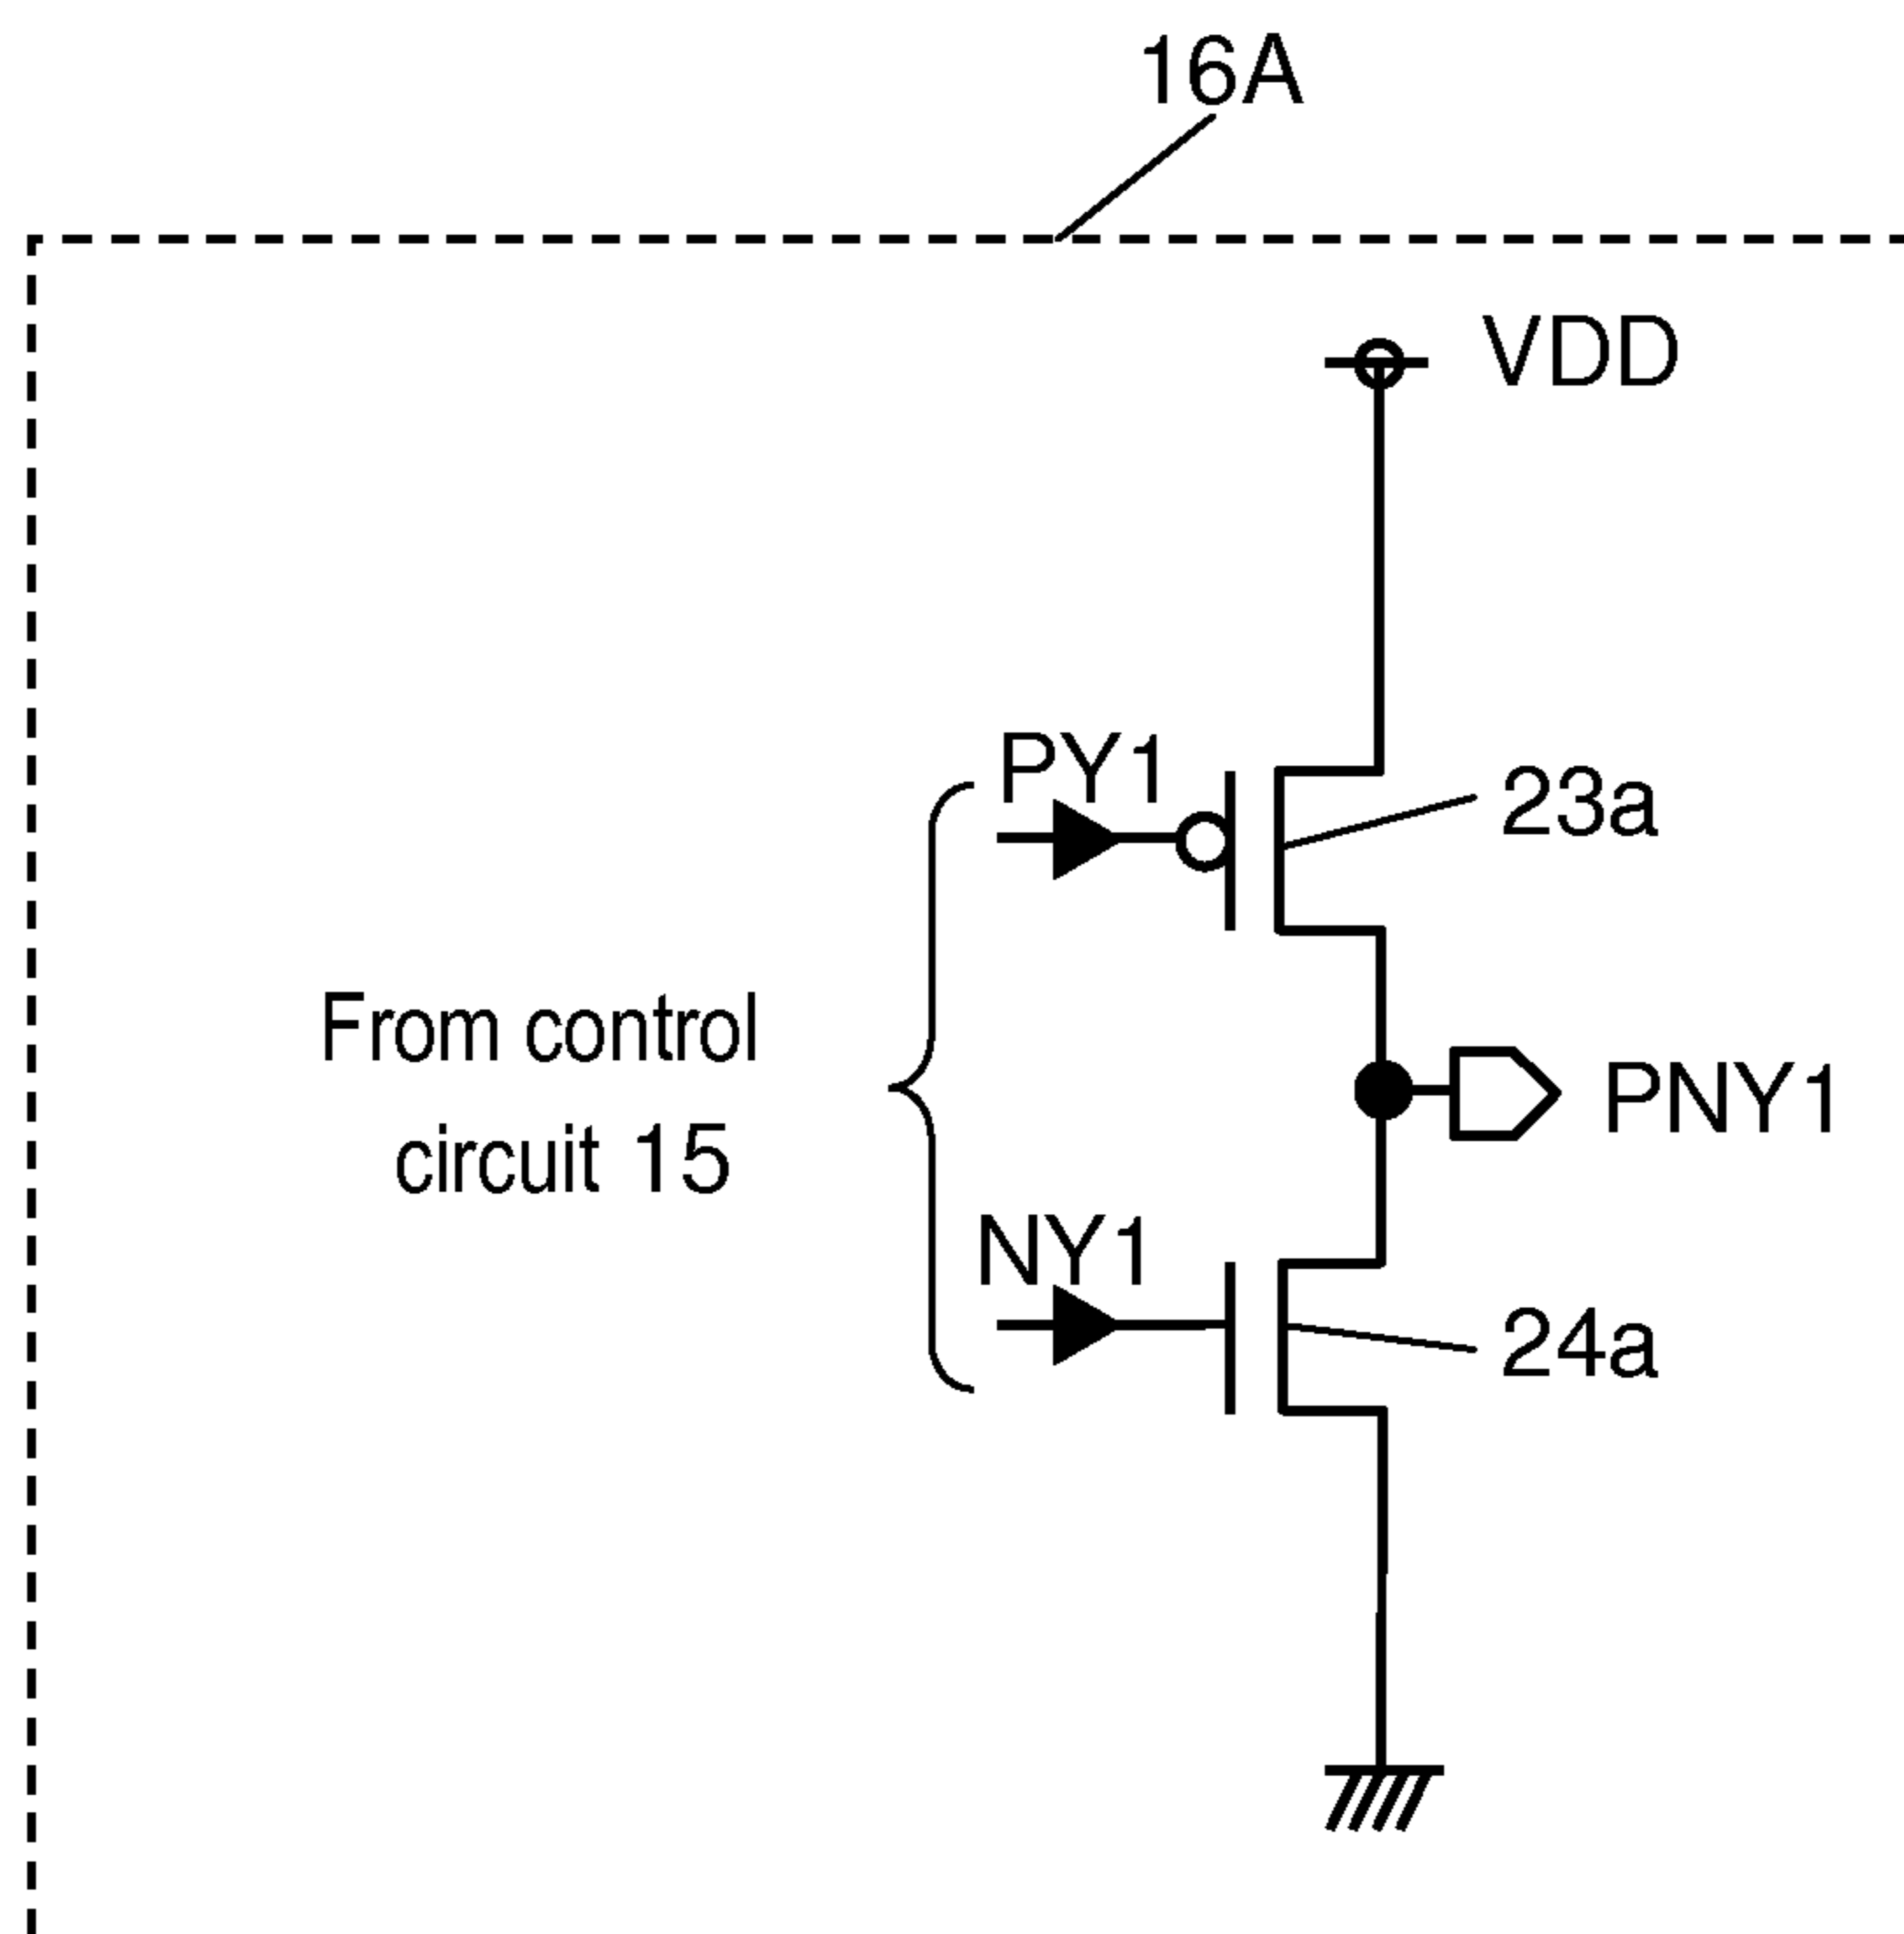 16A
VDD
PY1
23a
From control
circuit 15
PNY1
NY1
24a